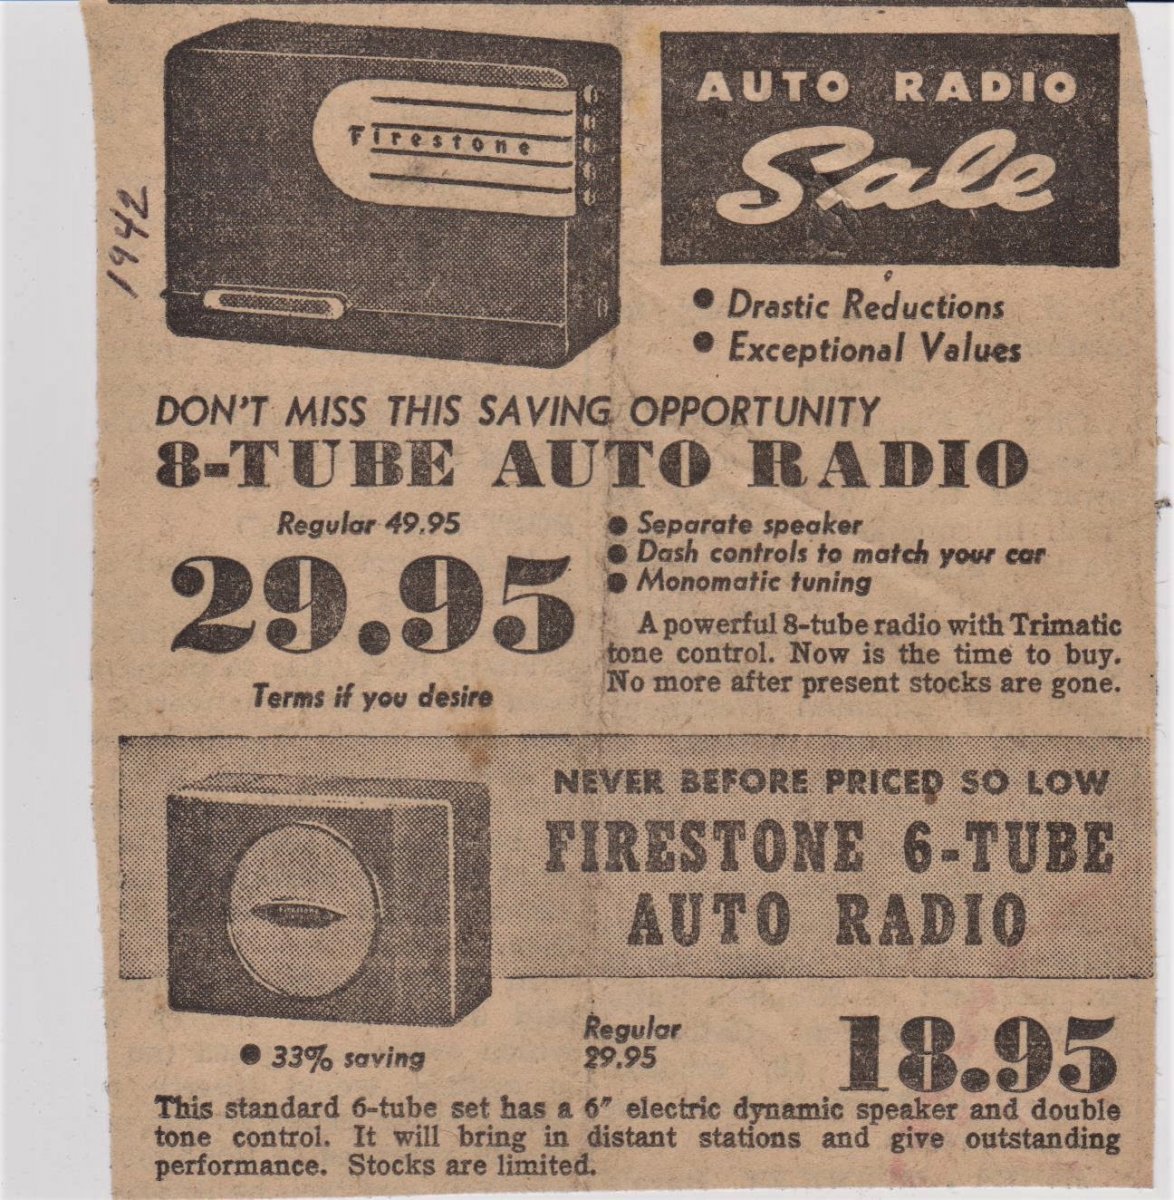 Firestone
1942
AUTO RADIO
Sale
• Drastic Reductions
• Exceptional Values
DON'T MISS THIS SAVING OPPORTUNITY
8-TUBE AUTO RADIO
Regular 49.95
29.95
Terms if you desire
• Separate speaker
• Dash controls to match your car
• Monomatic tuning
A powerful 8-tube radio with Trimatic
tone control. Now is the time to buy.
No more after present stocks are gone.
Firestone
NEVER BEFORE PRICED SO LOW
FIRESTONE 6-TUBE
AUTO RADIO
• 33% saving
Regular
29.95
18.95
This standard 6-tube set has a 6″ electric dynamic speaker and double
tone control. It will bring in distant stations and give outstanding
performance. Stocks are limited.